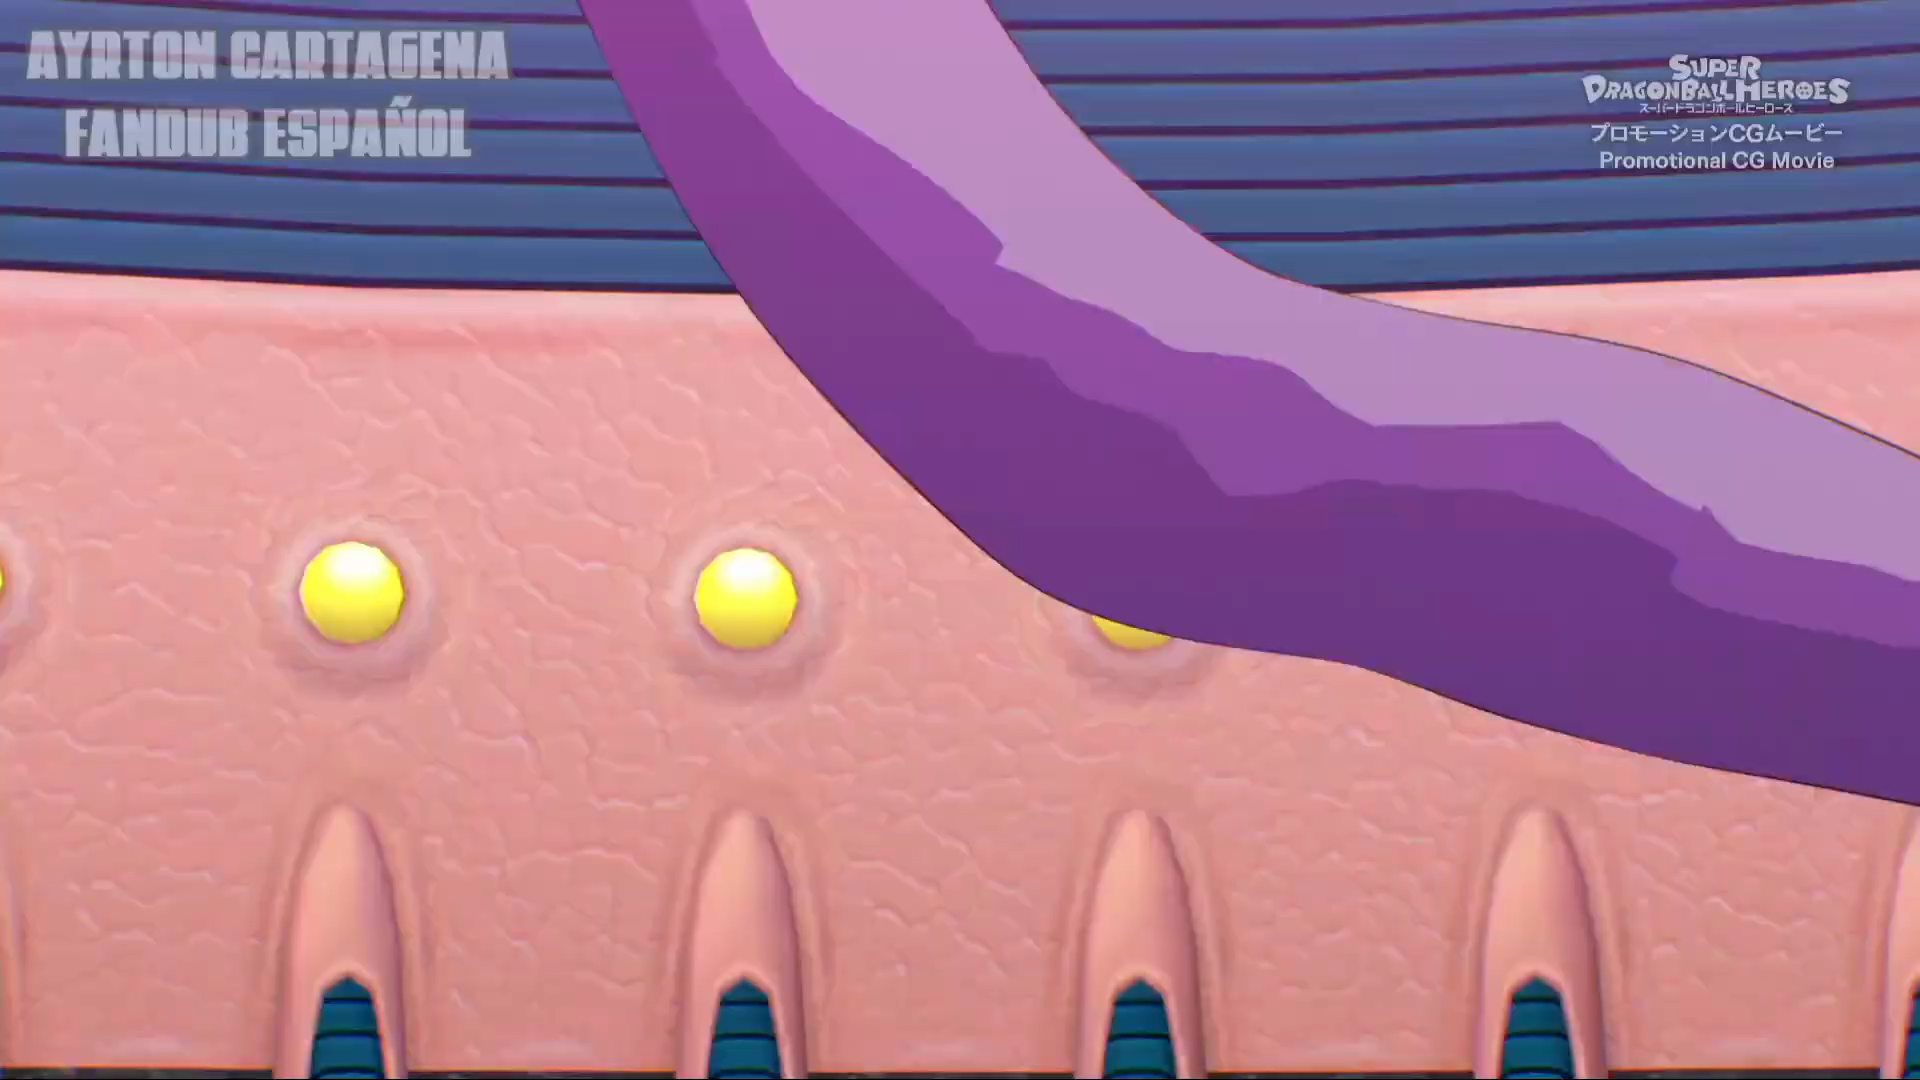 AYRTON CARTAGENA
FANDUB ESPAÑOL
SUPER
DRAGONBALL HEROES
スーパードラゴンボールヒーローズ
プロモーションCGムービー
Promotional CG Movie